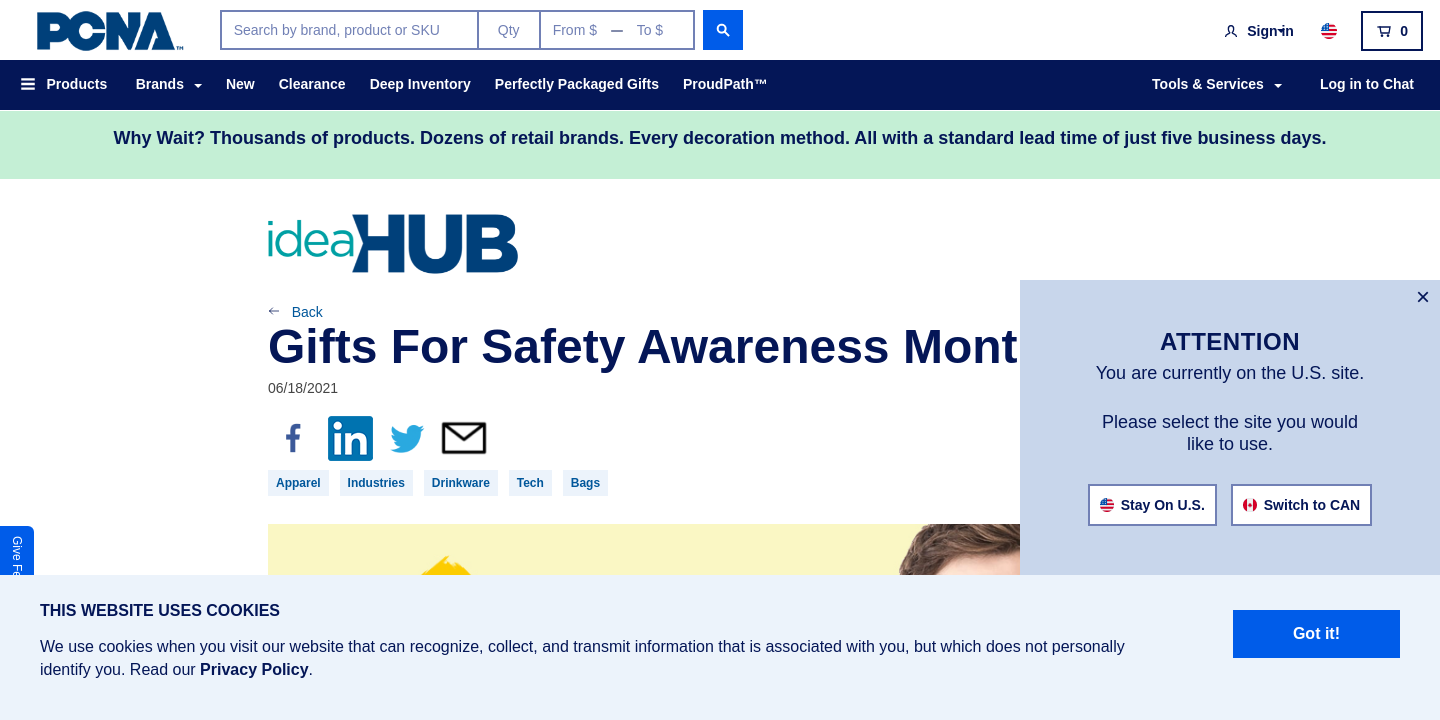 PCNA™
Search by brand, product or SKU
Qty
From $ — To $
Sign in
0
Products
Brands
New
Clearance
Deep Inventory
Perfectly Packaged Gifts
ProudPath™
Tools & Services
Log in to Chat
Why Wait? Thousands of products. Dozens of retail brands. Every decoration method. All with a standard lead time of just five business days.
ideaHUB
Back
Gifts For Safety Awareness Mont
06/18/2021
f
in
Apparel
Industries
Drinkware
Tech
Bags
×
ATTENTION
You are currently on the U.S. site.
Please select the site you would
like to use.
Stay On U.S.
Switch to CAN
Give Fe
THIS WEBSITE USES COOKIES
We use cookies when you visit our website that can recognize, collect, and transmit information that is associated with you, but which does not personally
identify you. Read our Privacy Policy.
Got it!